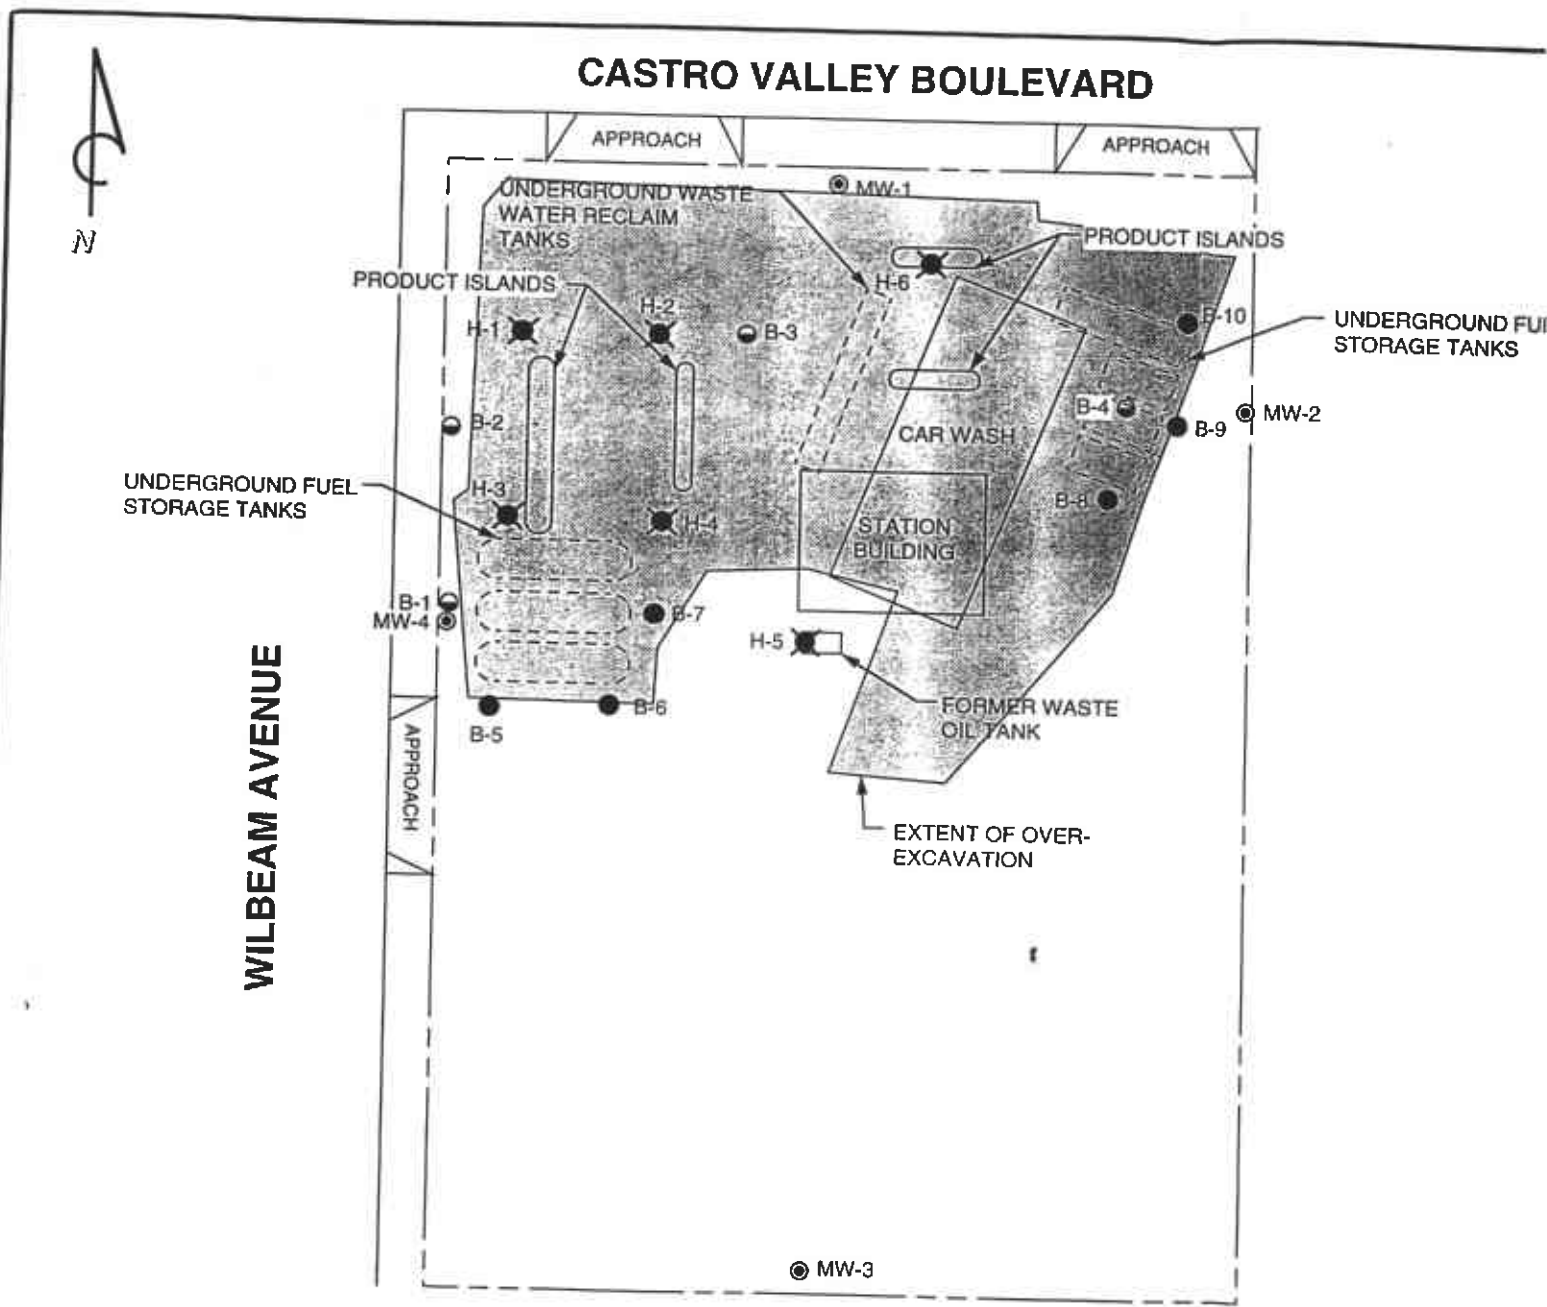 CASTRO VALLEY BOULEVARD
APPROACH
APPROACH
N
MW-1
UNDERGROUND WASTE
WATER RECLAIM
TANKS
PRODUCT ISLANDS
PRODUCT ISLANDS
H-6
H-1
H-2
B-3
B-10
UNDERGROUND
STORAGE TANKS
B-2
B-4
B-9
MW-2
CAR WASH
UNDERGROUND FUEL
STORAGE TANKS
H-3
H-4
B-8
STATION
BUILDING
B-1
MW-4
B-7
H-5
B-5
B-6
FORMER WASTE
OIL TANK
APPROACH
WILBEAM AVENUE
EXTENT OF OVER-
EXCAVATION
MW-3